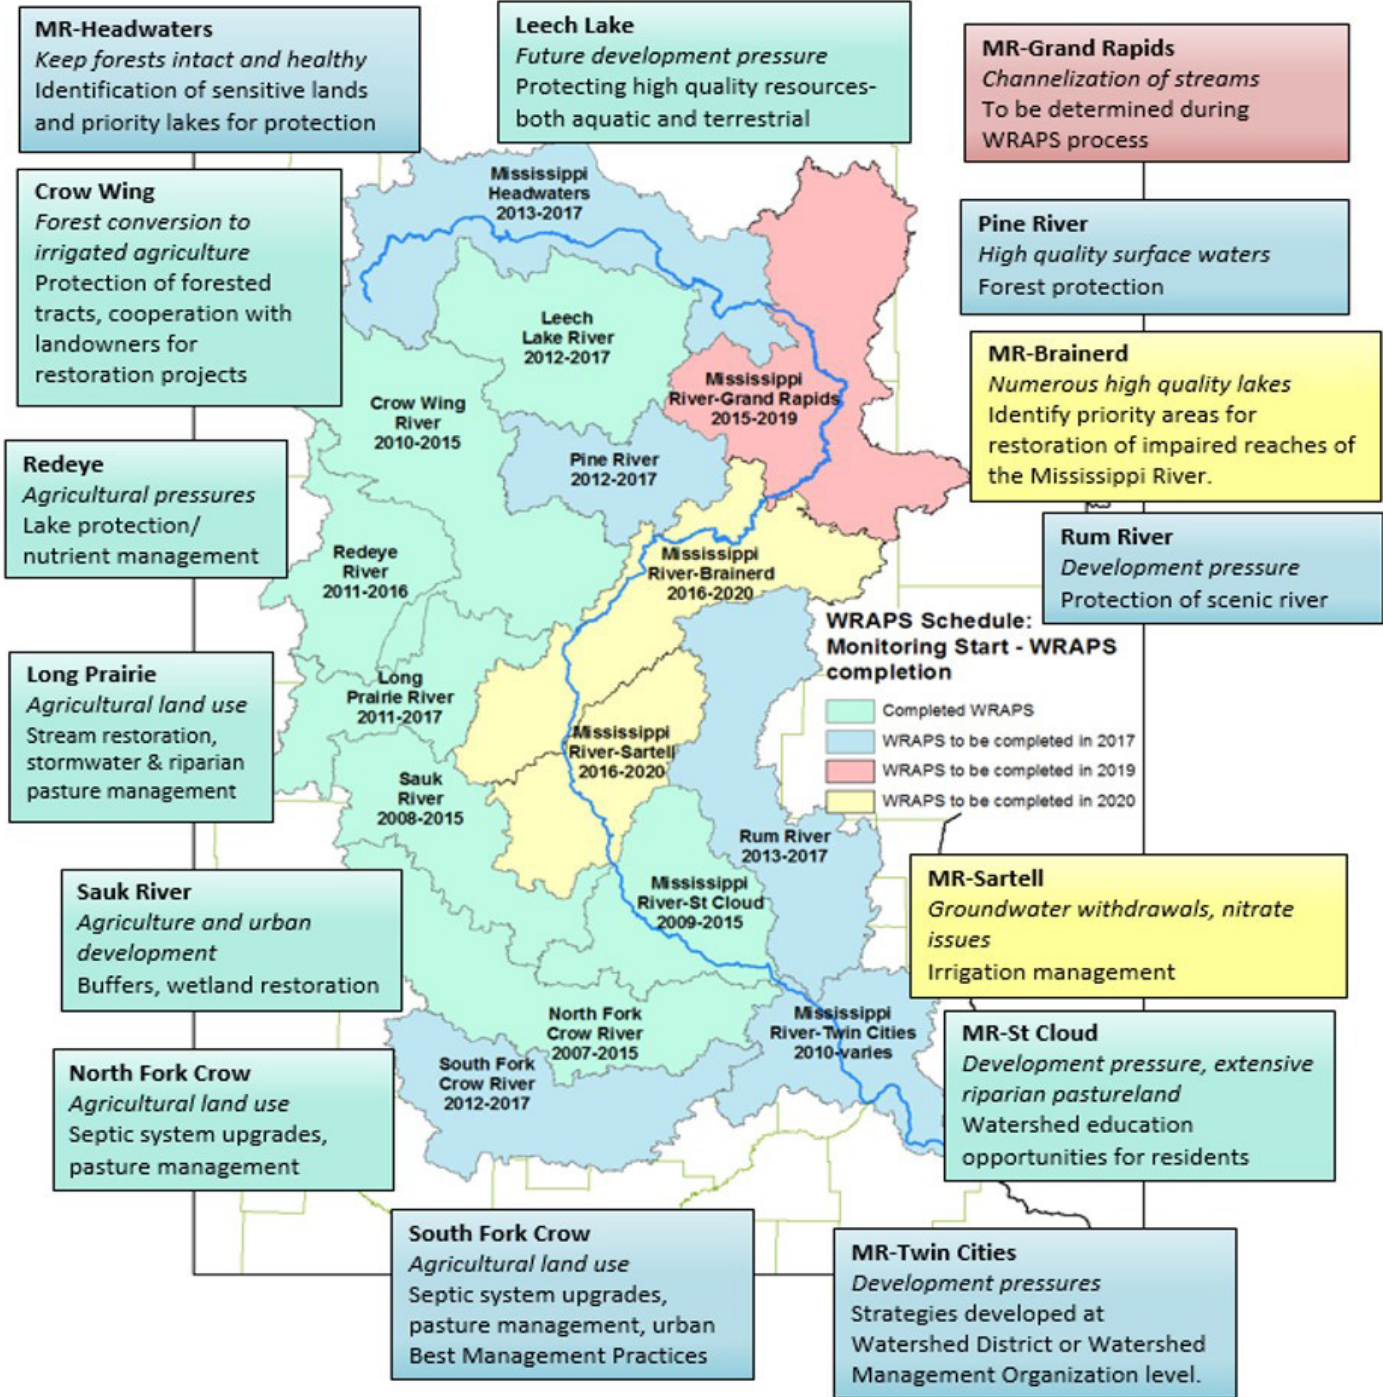 MR-Headwaters
Keep forests intact and healthy
Identification of sensitive lands
and priority lakes for protection
Leech Lake
Future development pressure
Protecting high quality resources-
both aquatic and terrestrial
MR-Grand Rapids
Channelization of streams
To be determined during
WRAPS process
Crow Wing
Forest conversion to
irrigated agriculture
Protection of forested
tracts, cooperation with
landowners for
restoration projects
Pine River
High quality surface waters
Forest protection
MR-Brainerd
Numerous high quality lakes
Identify priority areas for
restoration of impaired reaches of
the Mississippi River.
Redeye
Agricultural pressures
Lake protection/
nutrient management
Rum River
Development pressure
Protection of scenic river
Long Prairie
Agricultural land use
Stream restoration,
stormwater & riparian
pasture management
Sauk River
Agriculture and urban
development
Buffers, wetland restoration
MR-Sartell
Groundwater withdrawals, nitrate
issues
Irrigation management
North Fork Crow
Agricultural land use
Septic system upgrades,
pasture management
MR-St Cloud
Development pressure, extensive
riparian pastureland
Watershed education
opportunities for residents
South Fork Crow
Agricultural land use
Septic system upgrades,
pasture management, urban
Best Management Practices
MR-Twin Cities
Development pressures
Strategies developed at
Watershed District or Watershed
Management Organization level.
Mississippi
Headwaters
2013-2017
Leech
Lake River
2012-2017
Mississippi
River-Grand Rapids
2015-2019
Crow Wing
River
2010-2015
Pine River
2012-2017
Redeye
River
2011-2016
Mississippi
River-Brainerd
2016-2020
Long
Prairie River
2011-2017
Mississippi
River-Sartell
2016-2020
Sauk
River
2008-2015
Rum River
2013-2017
Mississippi
River-St Cloud
2009-2015
North Fork
Crow River
2007-2015
Mississippi
River-Twin Cities
2010-varies
South Fork
Crow River
2012-2017
WRAPS Schedule:
Monitoring Start - WRAPS
completion
Completed WRAPS
WRAPS to be completed in 2017
WRAPS to be completed in 2019
WRAPS to be completed in 2020